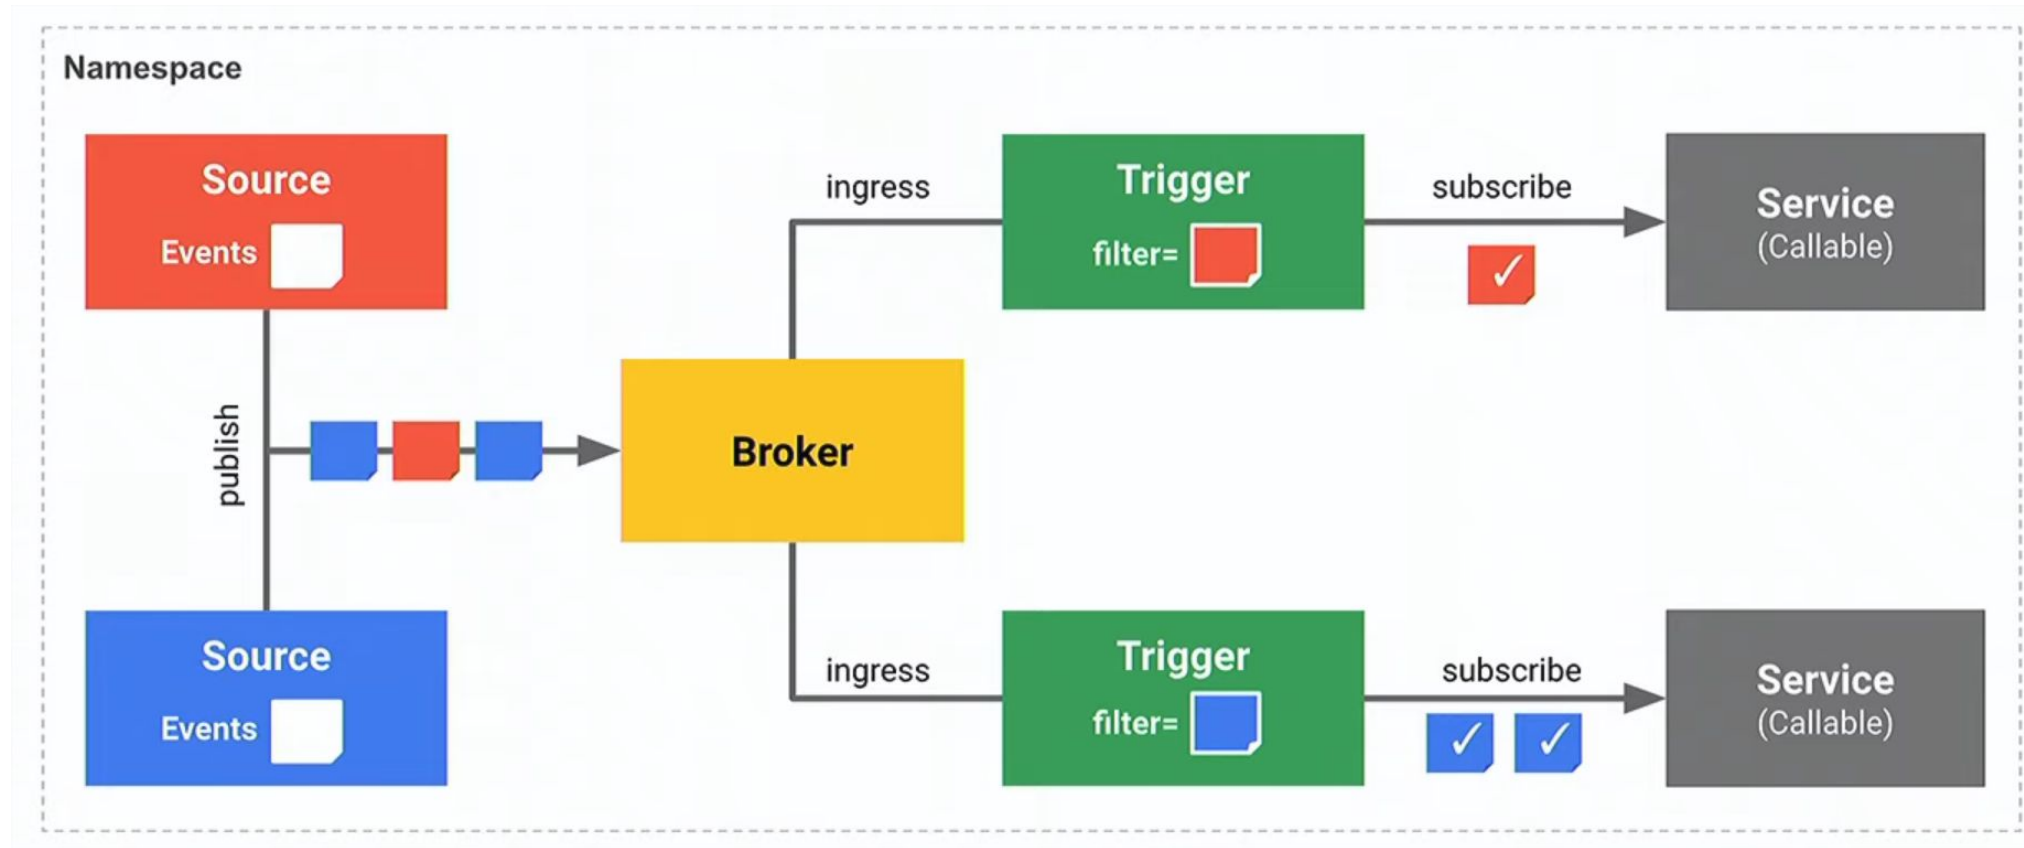 Namespace
Source
Events
publish
Source
Events
Broker
ingress
Trigger
filter=
subscribe
Service
(Callable)
ingress
Trigger
filter=
subscribe
Service
(Callable)